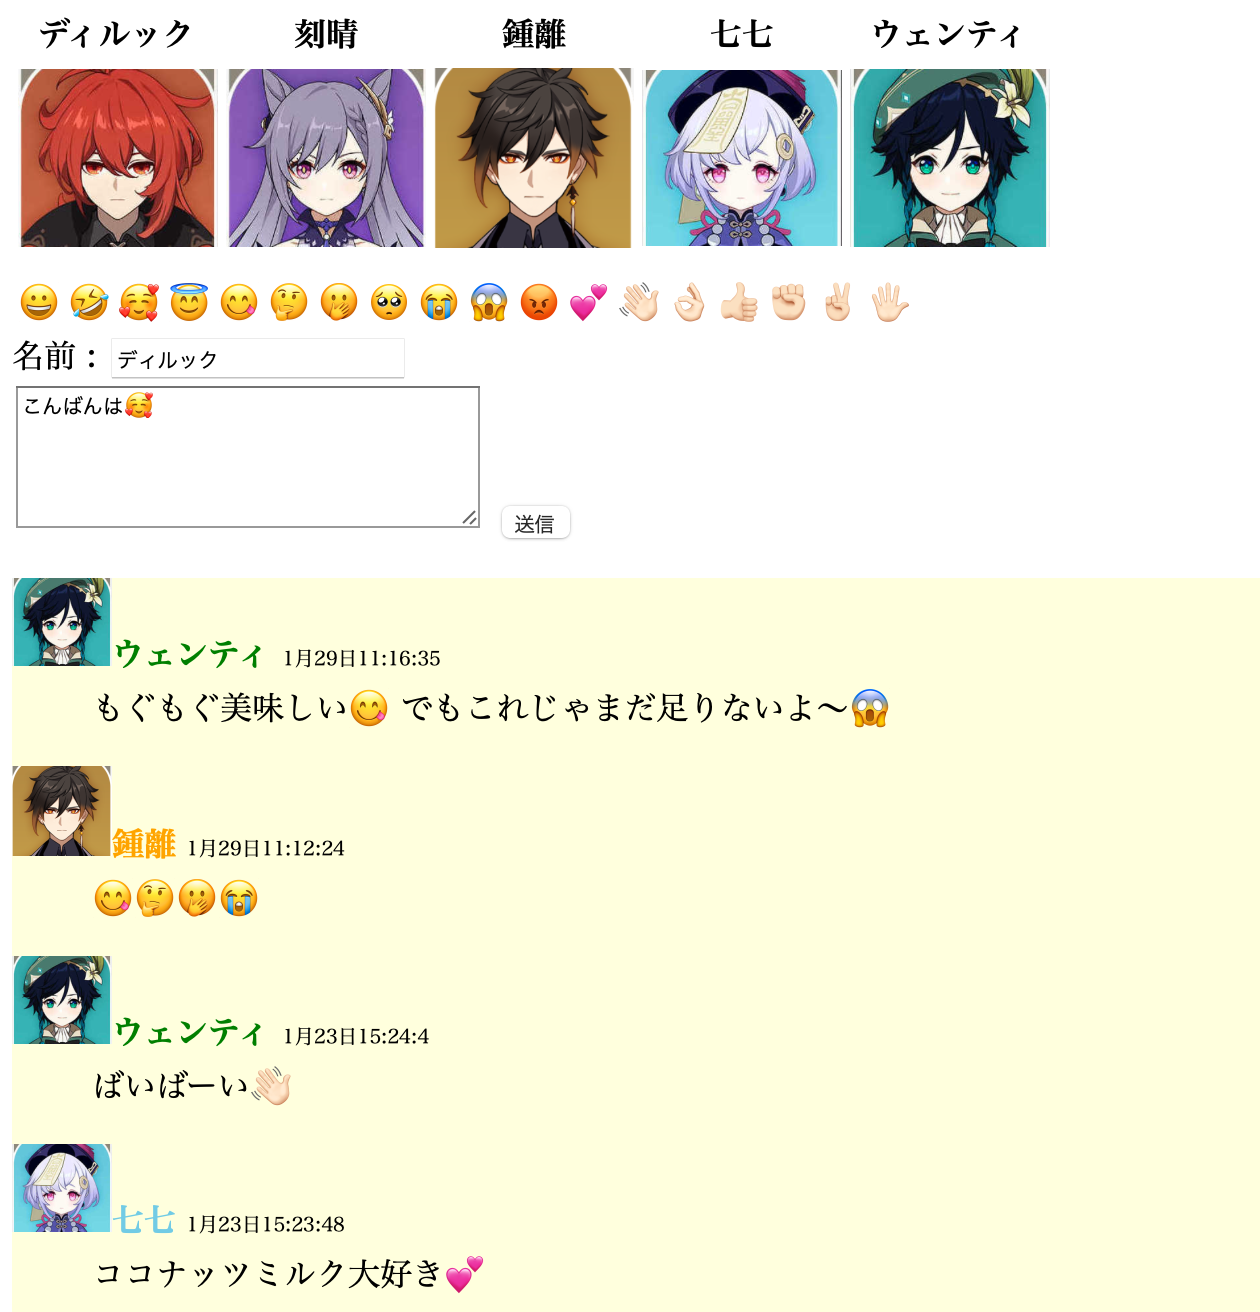 ディルック 刻晴 鍾離 七七 ウェンティ
😀 🤣 🥰 😇 😋 🤔 🤭 🥺 😭 😱 😡 💕 👋🏻 👌🏻 👍🏻 ✊🏻 ✌🏻 🖐🏻
名前： ディルック
こんばんは🥰
送信
ウェンティ 1月29日11:16:35
もぐもぐ美味しい😋 でもこれじゃまだ足りないよ〜😱
鍾離 1月29日11:12:24
😋🤔🤭😭
ウェンティ 1月23日15:24:4
ばいばーい👋🏻
七七 1月23日15:23:48
ココナッツミルク大好き💕